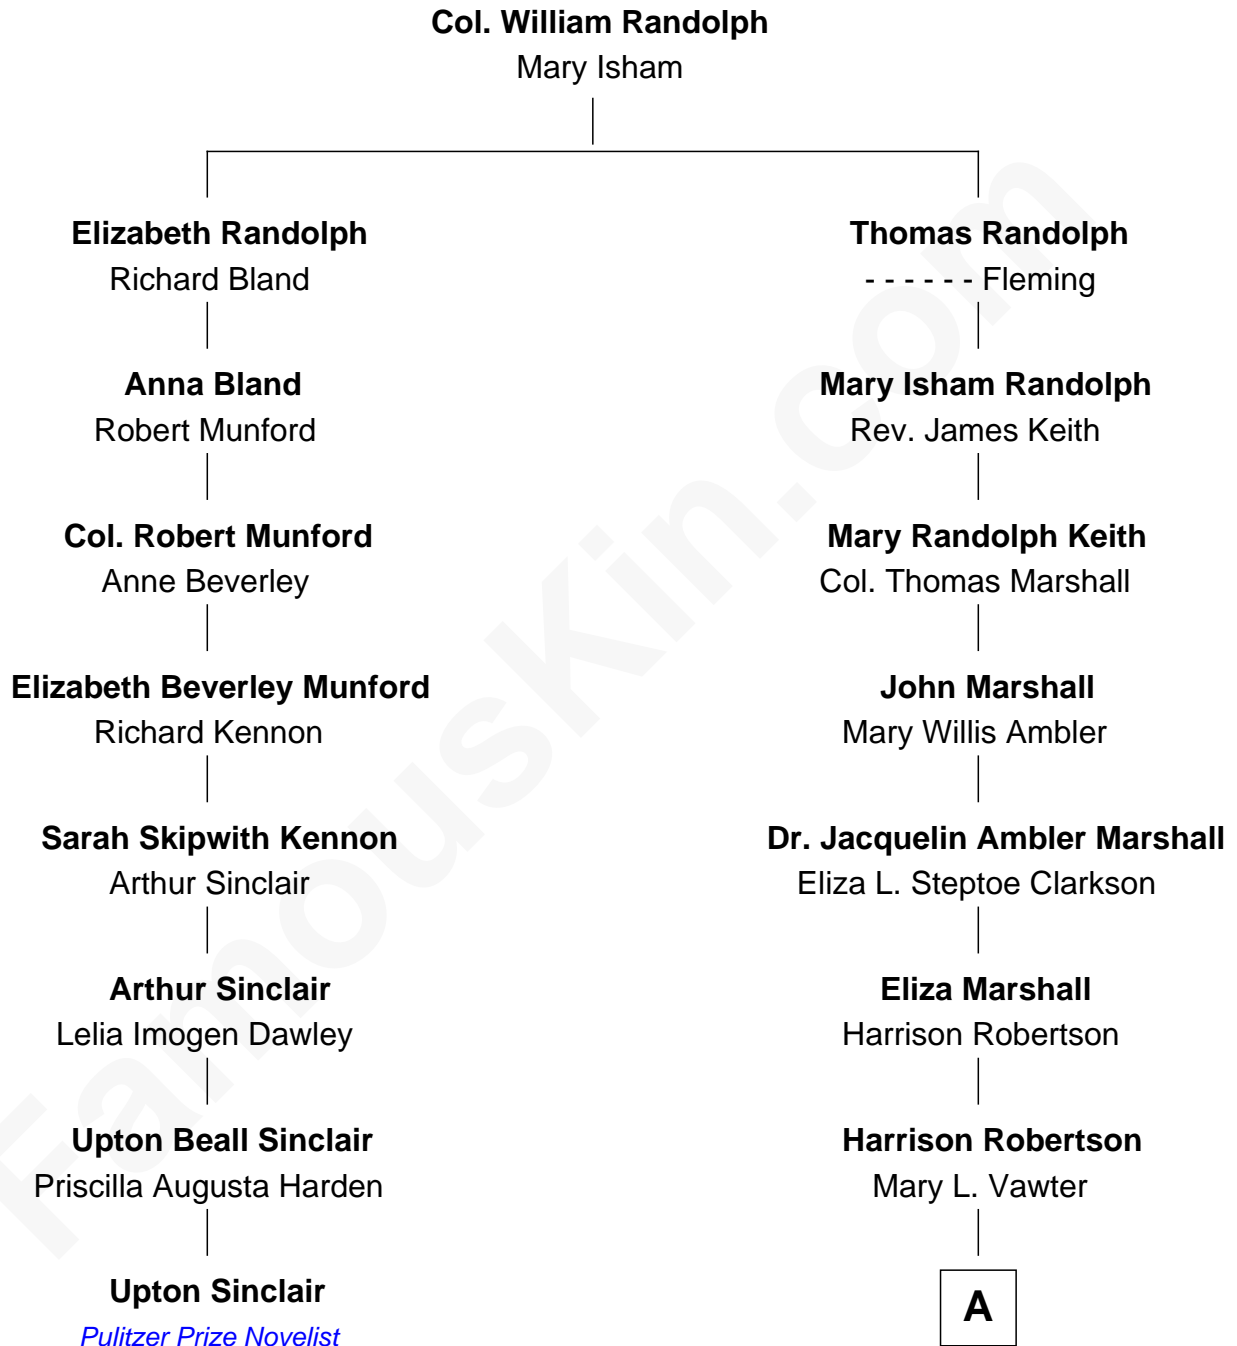 Col. William Randolph
Mary Isham
Elizabeth Randolph
Richard Bland
Thomas Randolph
- - - - - - Fleming
Anna Bland
Robert Munford
Mary Isham Randolph
Rev. James Keith
Col. Robert Munford
Anne Beverley
Mary Randolph Keith
Col. Thomas Marshall
Elizabeth Beverley Munford
Richard Kennon
John Marshall
Mary Willis Ambler
Sarah Skipwith Kennon
Arthur Sinclair
Dr. Jacquelin Ambler Marshall
Eliza L. Steptoe Clarkson
Arthur Sinclair
Lelia Imogen Dawley
Eliza Marshall
Harrison Robertson
Upton Beall Sinclair
Priscilla Augusta Harden
Harrison Robertson
Mary L. Vawter
Upton Sinclair
Pulitzer Prize Novelist
A
FamousKin.com